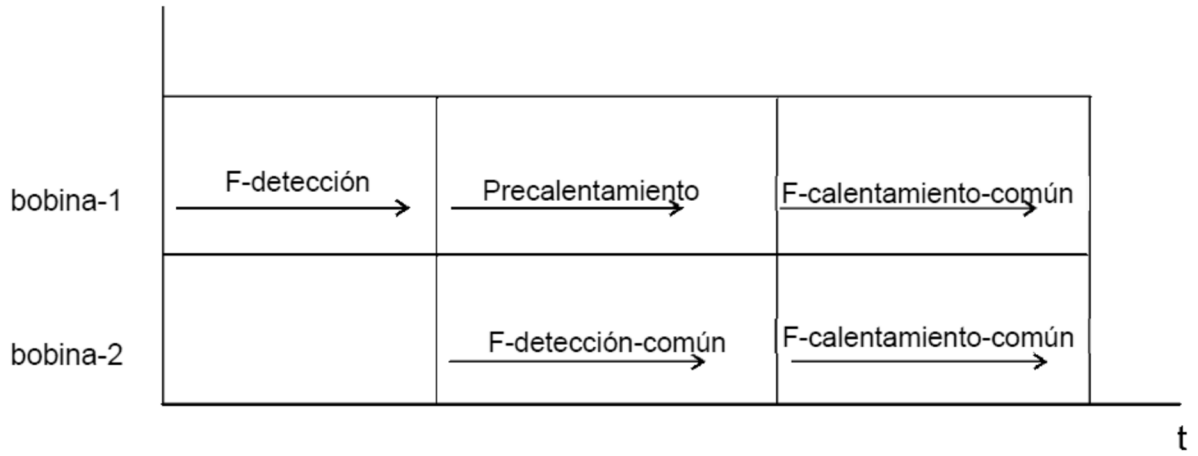 bobina-1
F-detección
Precalentamiento
F-calentamiento-común
bobina-2
F-detección-común
F-calentamiento-común
t